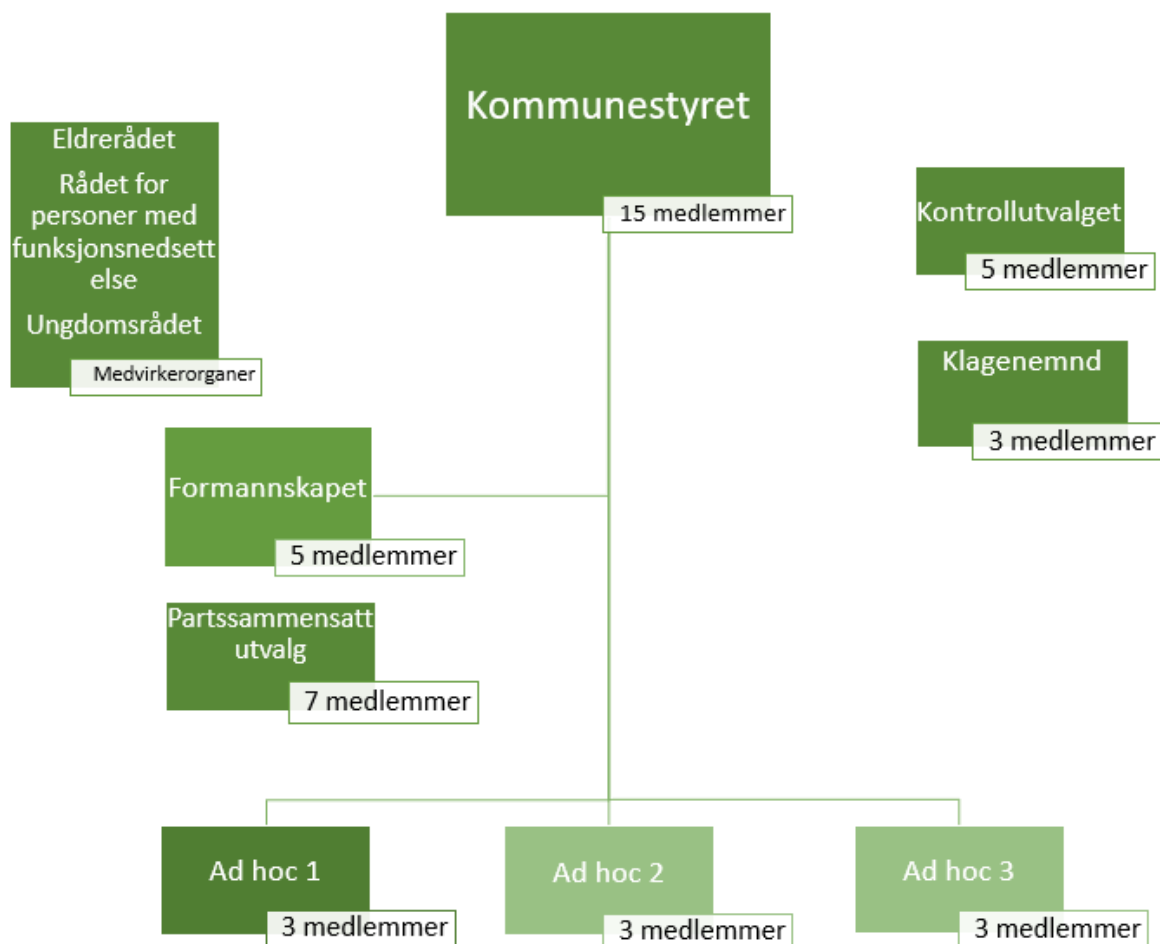 Kommunestyret
15 medlemmer
Eldrerådet
Rådet for
personer med
funksjonsnedsett
else
Ungdomsrådet
Medvirkerorganer
Kontrollutvalget
5 medlemmer
Klagenemnd
3 medlemmer
Formannskapet
5 medlemmer
Partssammensatt
utvalg
7 medlemmer
Ad hoc 1
3 medlemmer
Ad hoc 2
3 medlemmer
Ad hoc 3
3 medlemmer